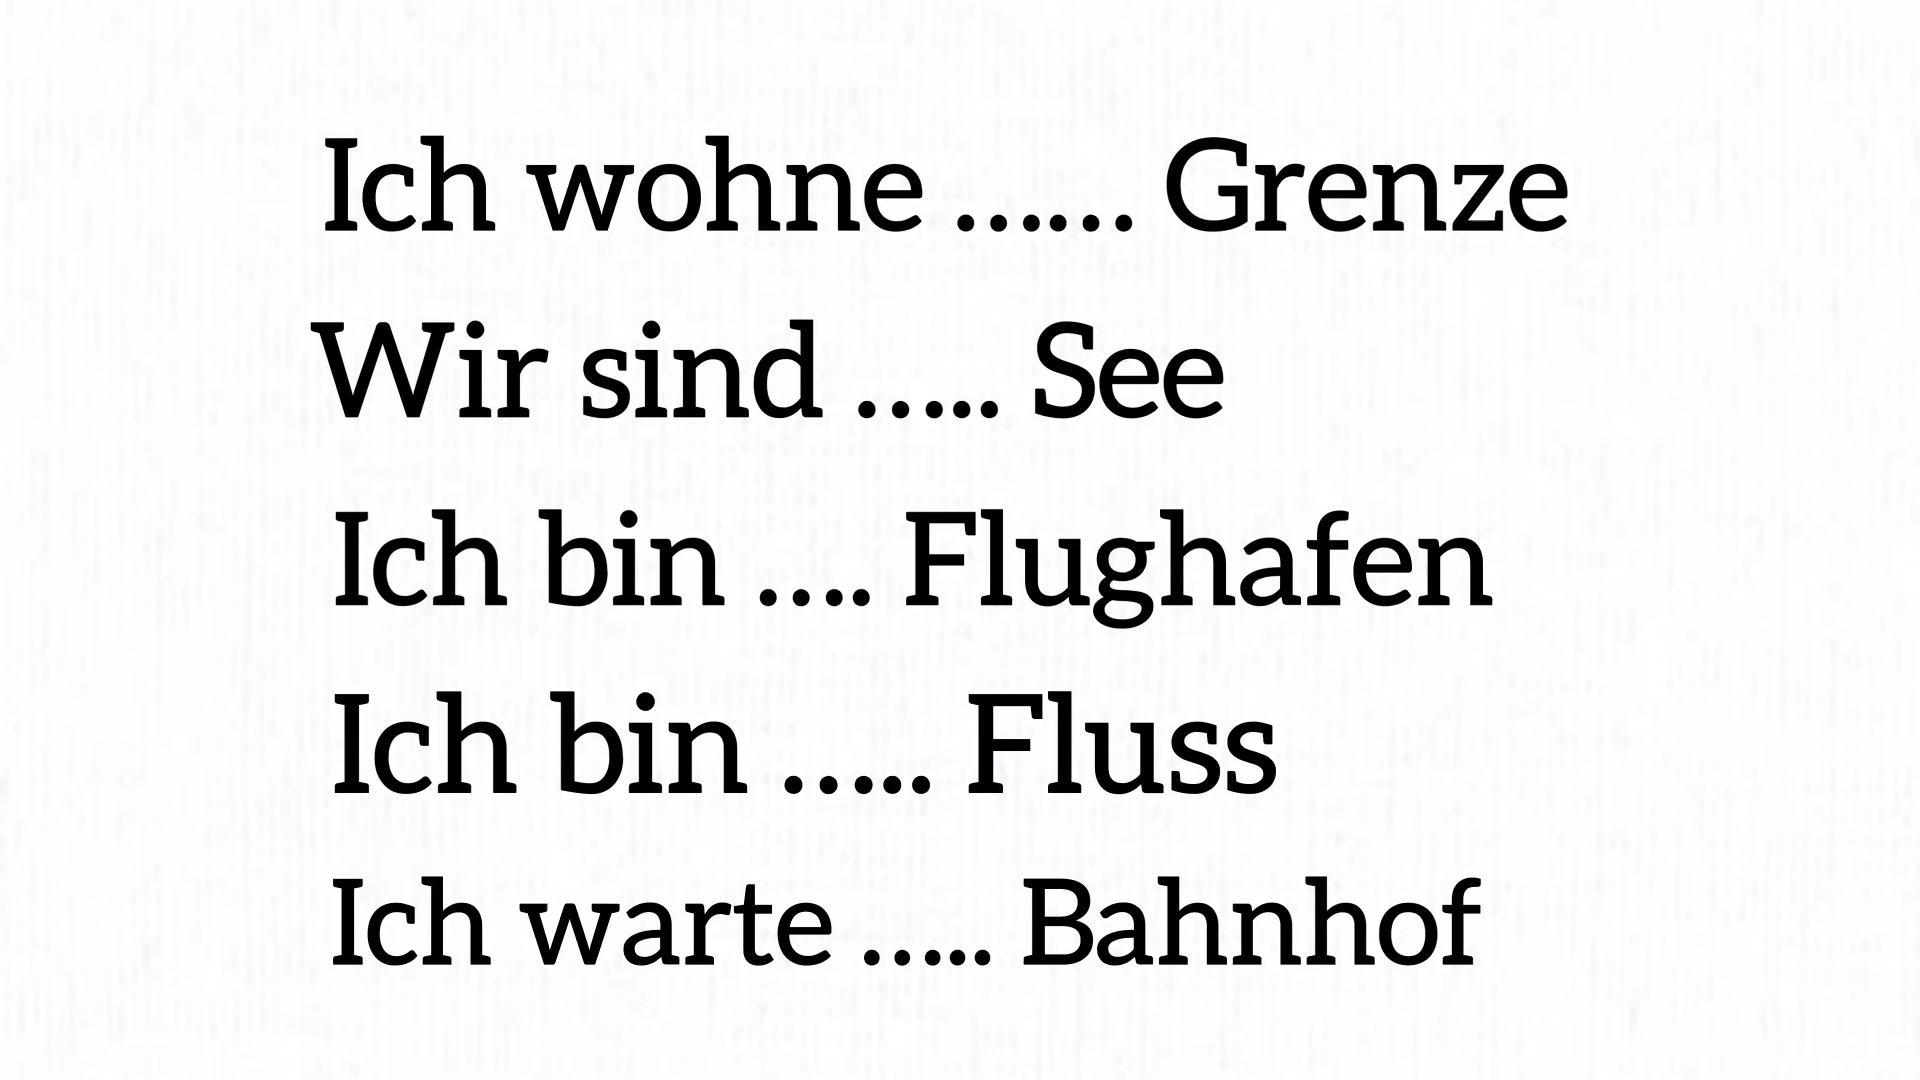 Ich wohne ...... Grenze
Wir sind ..... See
Ich bin .... Flughafen
Ich bin ..... Fluss
Ich warte ..... Bahnhof